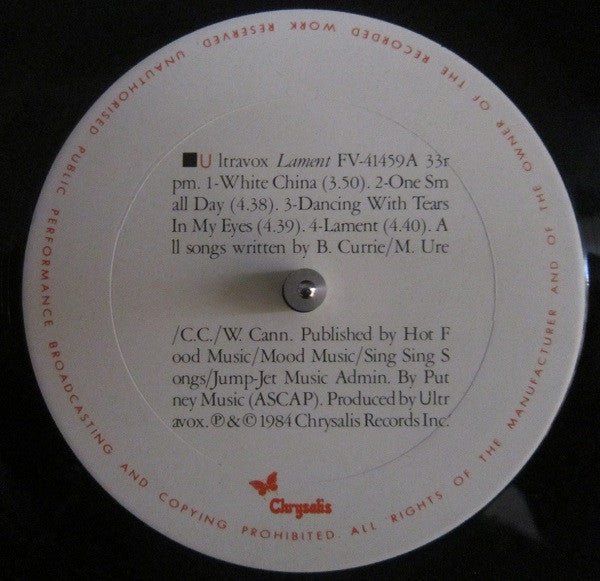 ■U ltravox Lament FV-41459A 33r
pm. 1-White China (3.50). 2-One Sm
all Day (4.38). 3-Dancing With Tears
In My Eyes (4.39). 4-Lament (4.40). A
ll songs written by B. Currie/M. Ure
/C.C./W. Cann. Published by Hot F
ood Music/Mood Music/Sing Sing S
ongs/Jump-Jet Music Admin. By Put
ney Music (ASCAP). Produced by Ultr
avox. ℗&©1984 Chrysalis Records Inc.
Chrysalis
ALL RIGHTS OF THE MANUFACTURER AND OF THE OWNER OF THE RECORDED WORK RESERVED. UNAUTHORISED PUBLIC PERFORMANCE BROADCASTING AND COPYING PROHIBITED.